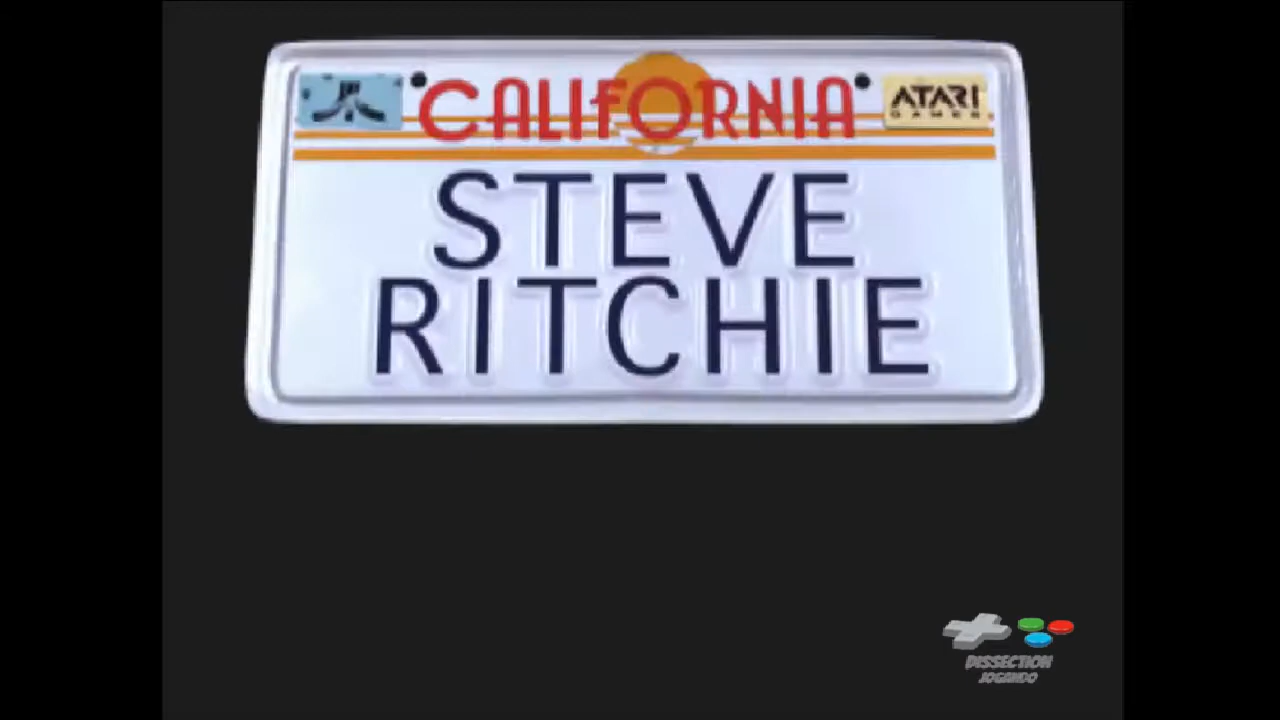 CALIFORNIA
ATARI
GAMES
STEVE
RITCHIE
DISSECTION
JOGANDO